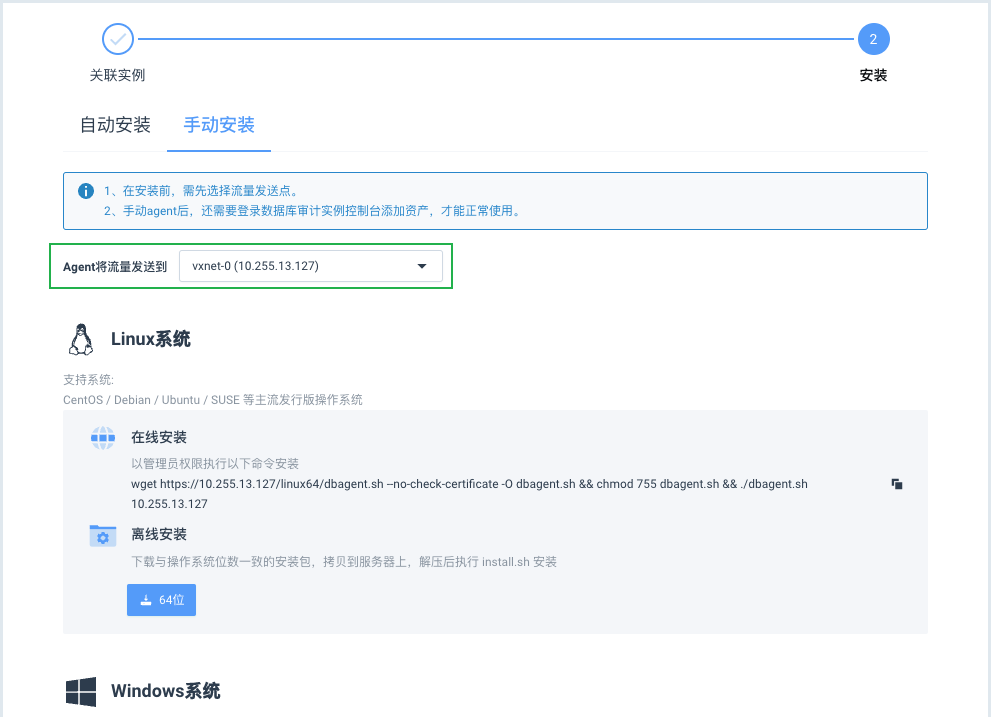 2
关联实例
安装
自动安装
手动安装
1、在安装前，需先选择流量发送点。
2、手动agent后，还需要登录数据库审计实例控制台添加资产，才能正常使用。
Agent将流量发送到
vxnet-0 (10.255.13.127)
Linux系统
支持系统:
CentOS / Debian / Ubuntu / SUSE 等主流发行版操作系统
在线安装
以管理员权限执行以下命令安装
wget https://10.255.13.127/linux64/dbagent.sh --no-check-certificate -O dbagent.sh && chmod 755 dbagent.sh && ./dbagent.sh
10.255.13.127
离线安装
下载与操作系统位数一致的安装包，拷贝到服务器上，解压后执行 install.sh 安装
64位
Windows系统